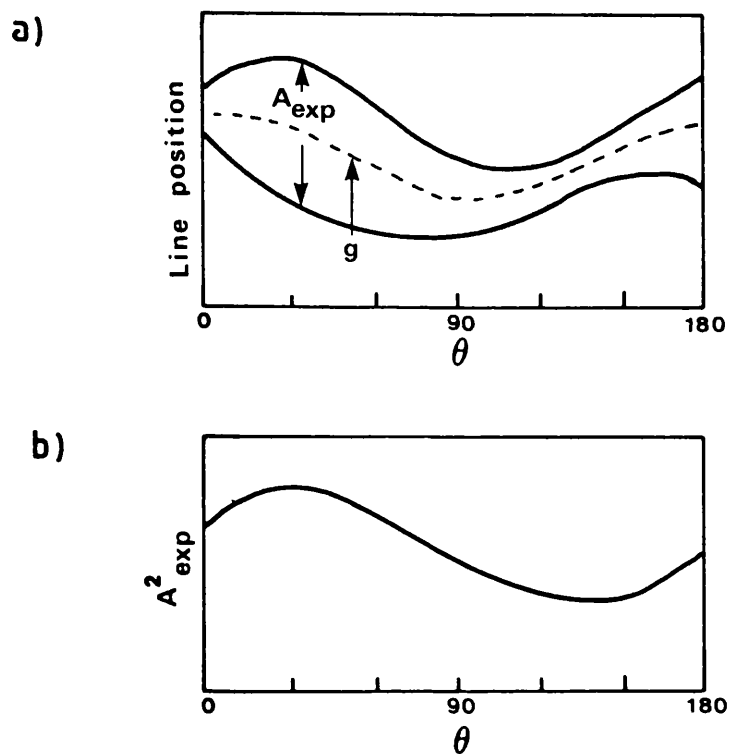 a)
Line position
A_exp
g
0 90 180
θ
b)
A²_exp
0 90 180
θ